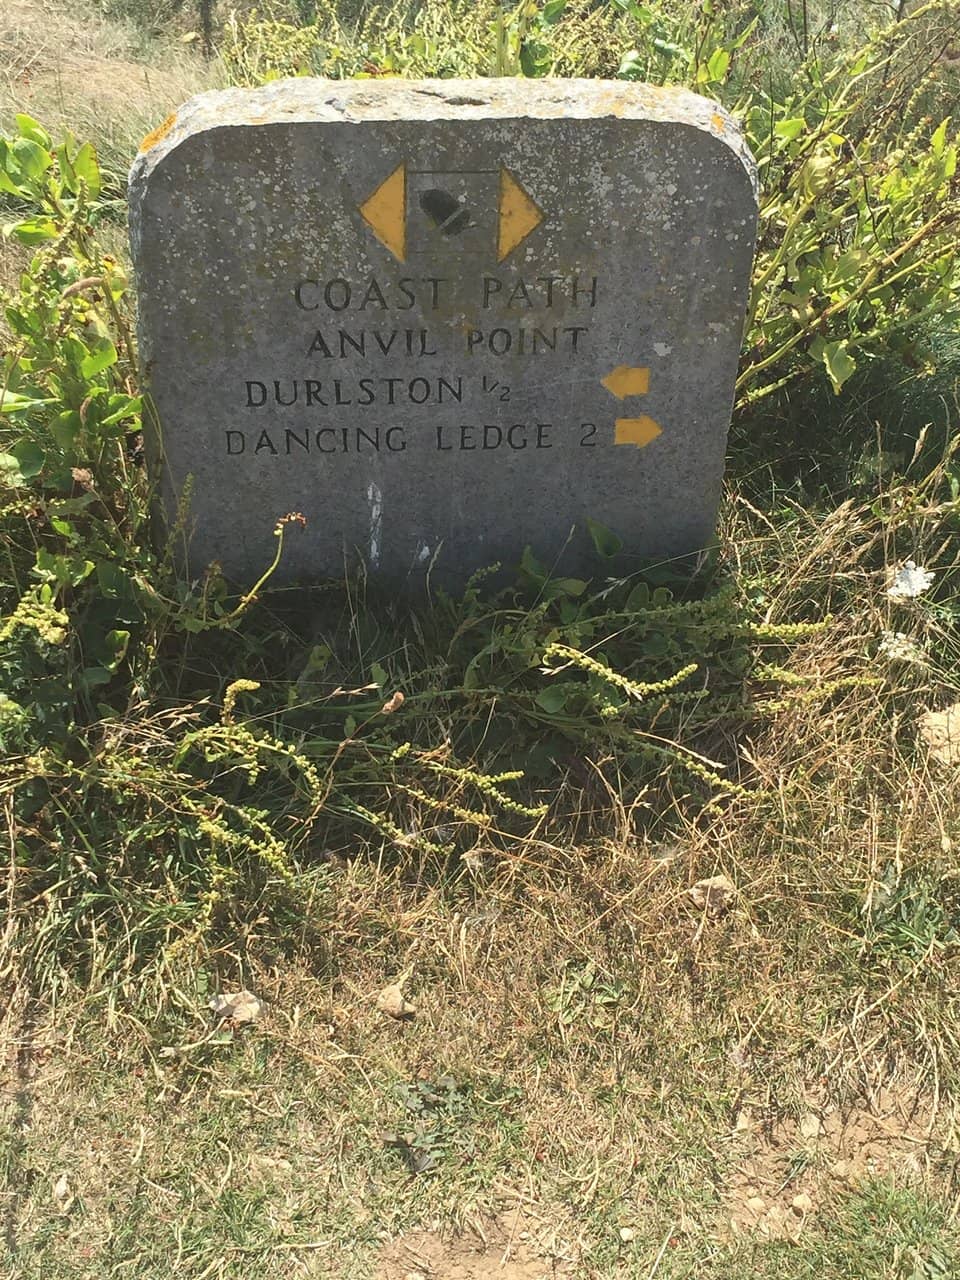 COAST PATH
ANVIL POINT
DURLSTON 1/2
DANCING LEDGE 2